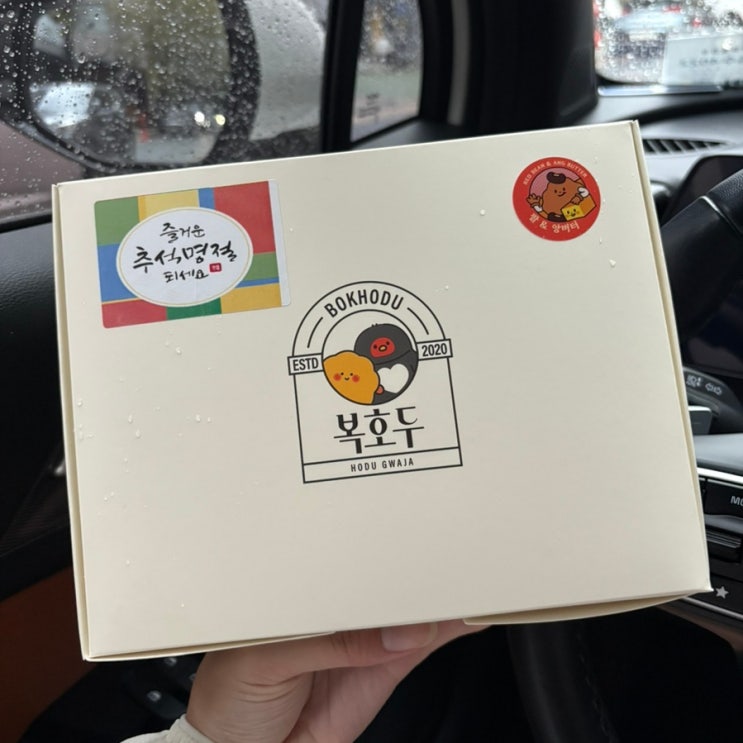 즐거운
추석명절
되세요
RED BEAN & ANG BUTTER
팥 & 앙버터
BOKHODU
ESTD 2020
복호두
HODU GWAJA